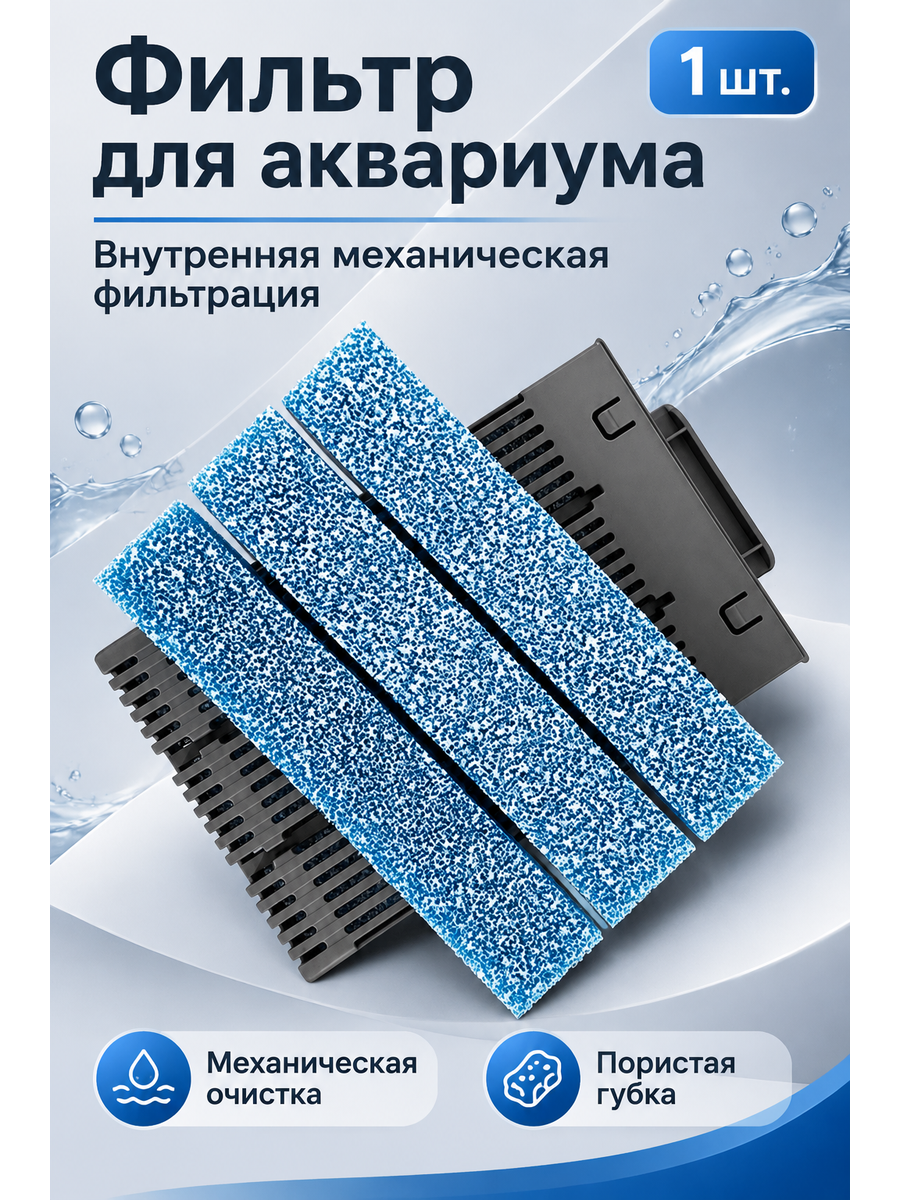 Фильтр
для аквариума
1 шт.
Внутренняя механическая
фильтрация
Механическая
очистка
Пористая
губка